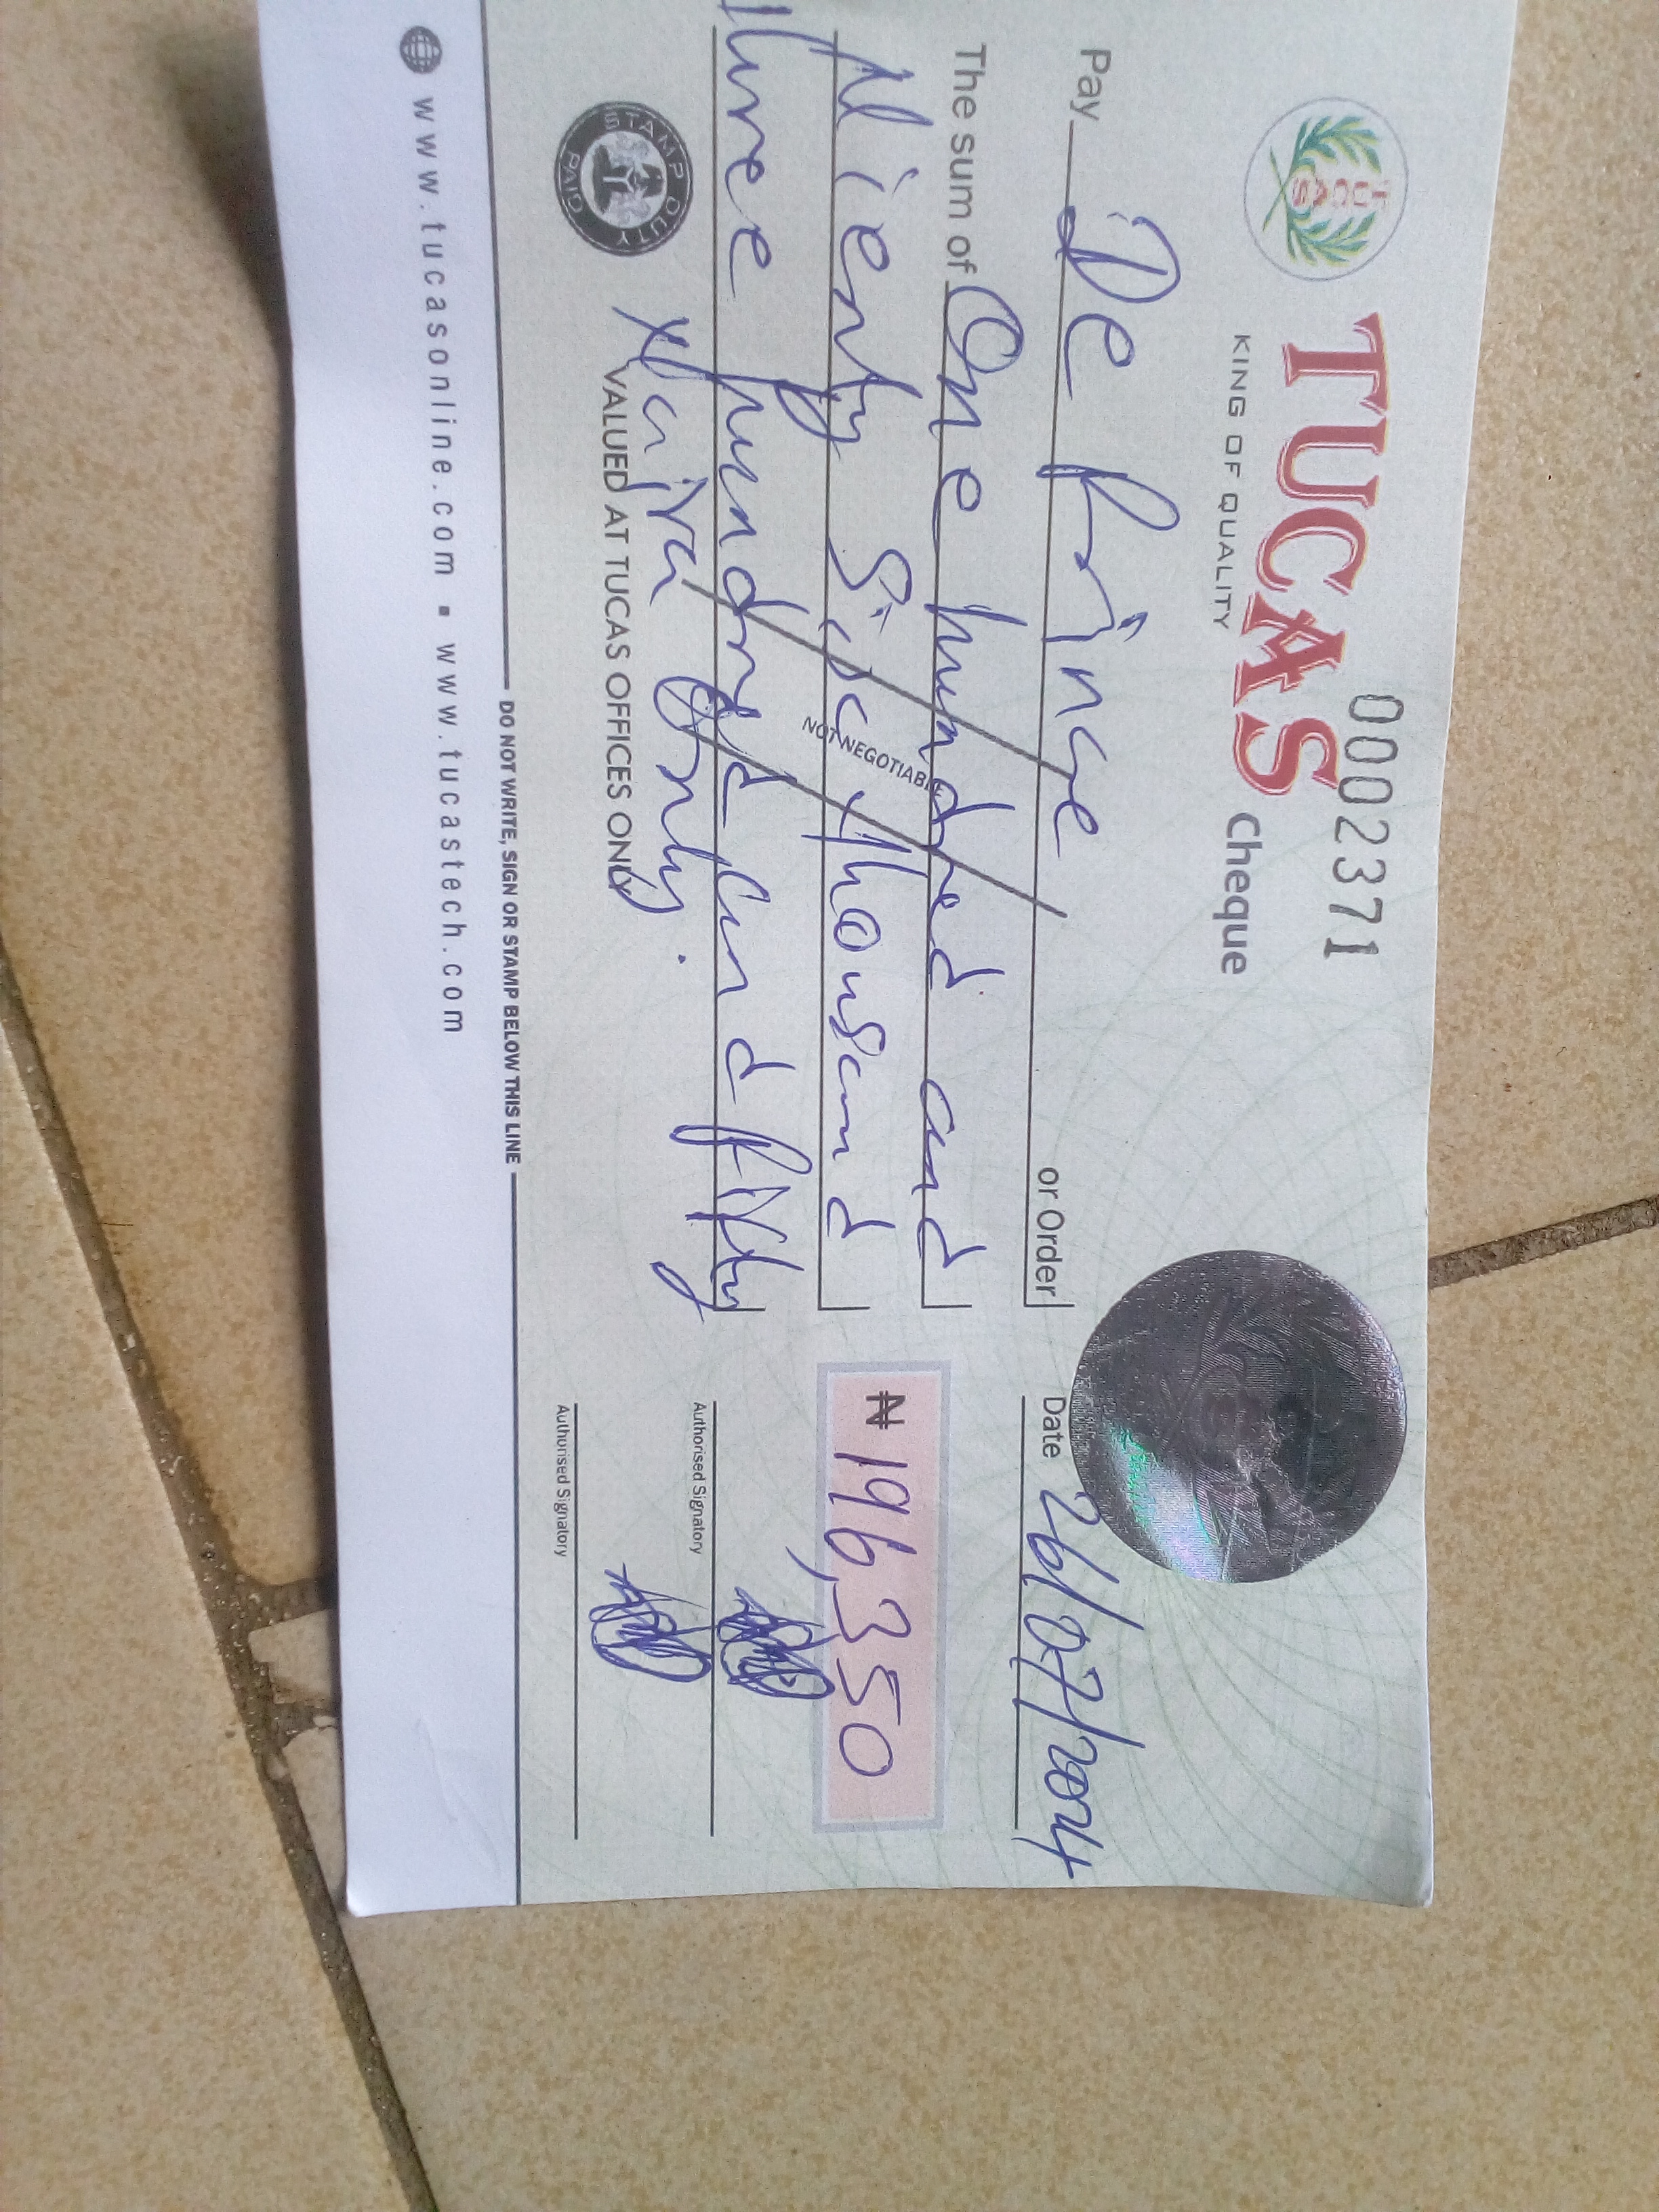 TUCAS
0002371
TUCAS Cheque
KING OF QUALITY
Pay De Prince or Order
Date 26/07/2024
The sum of One hundred and
Nienty Six thousand
three hundred and fifty
Naira Only.
₦ 196,350
NOT NEGOTIABLE
STAMP DUTY PAID
VALUED AT TUCAS OFFICES ONLY
Authorised Signatory
Authorised Signatory
DO NOT WRITE, SIGN OR STAMP BELOW THIS LINE
www.tucasonline.com ▪ www.tucastech.com